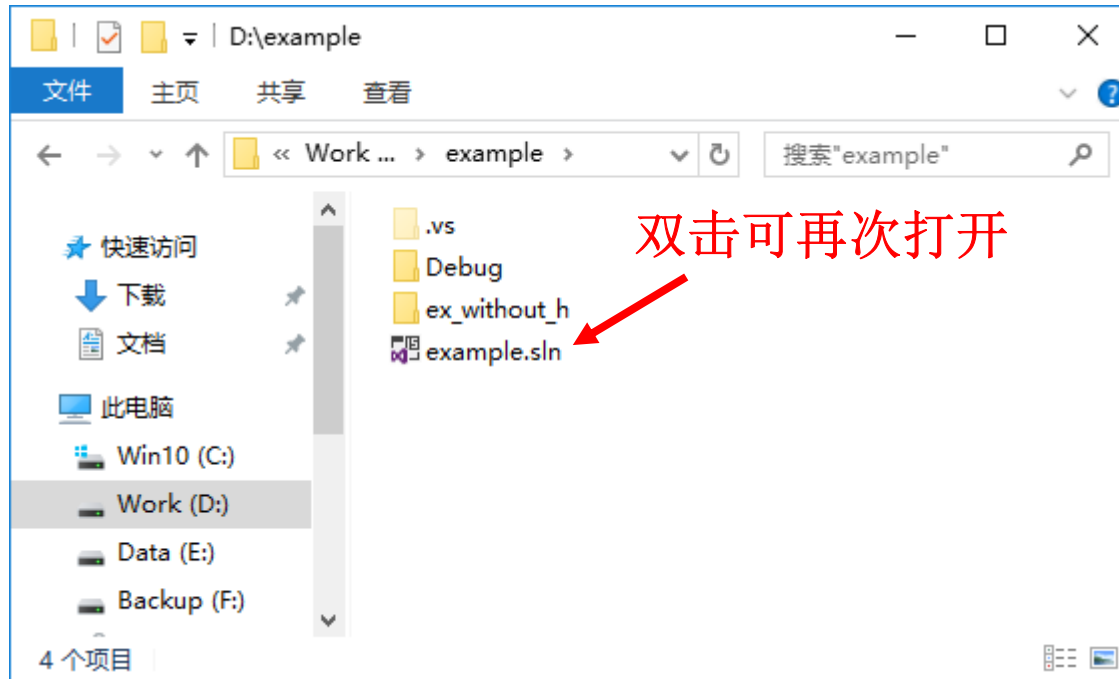 D:\example
文件 主页 共享 查看
« Work ... › example ›
搜索"example"
快速访问
下载
文档
此电脑
Win10 (C:)
Work (D:)
Data (E:)
Backup (F:)
.vs
Debug
ex_without_h
example.sln
双击可再次打开
4 个项目